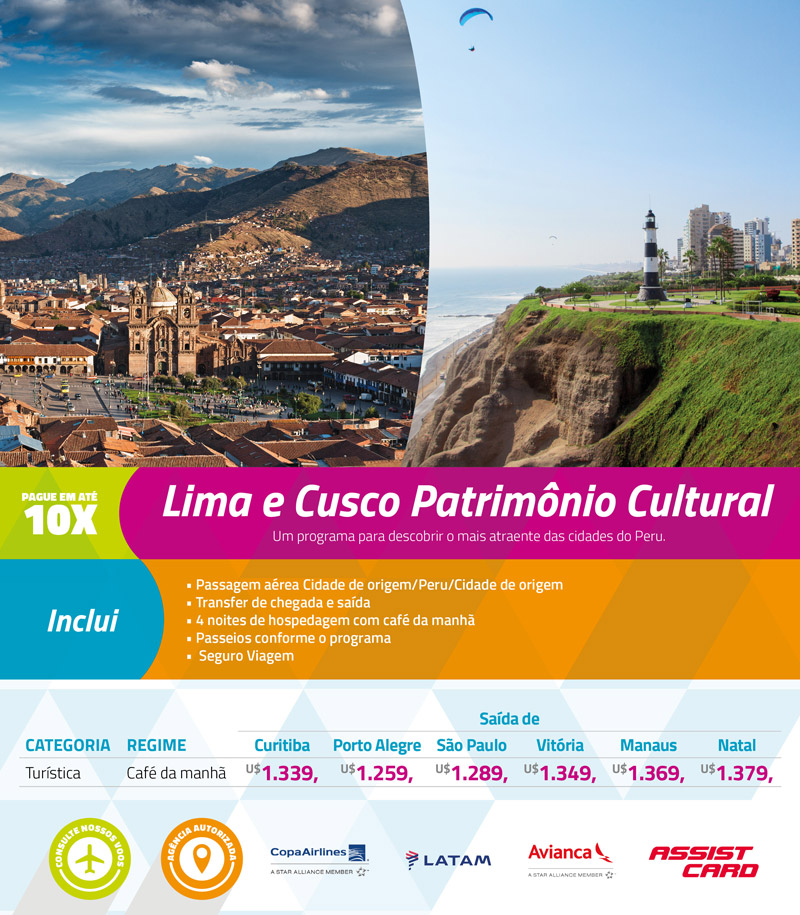 PAGUE EM ATÉ
10X
Lima e Cusco Patrimônio Cultural
Um programa para descobrir o mais atraente das cidades do Peru.
Inclui
• Passagem aérea Cidade de origem/Peru/Cidade de origem
• Transfer de chegada e saída
• 4 noites de hospedagem com café da manhã
• Passeios conforme o programa
• Seguro Viagem
Saída de
CATEGORIA REGIME Curitiba Porto Alegre São Paulo Vitória Manaus Natal
Turística Café da manhã U$1.339, U$1.259, U$1.289, U$1.349, U$1.369, U$1.379,
CONSULTE NOSSOS VOOS
AGÊNCIA AUTORIZADA
CopaAirlines
A STAR ALLIANCE MEMBER
LATAM
Avianca
A STAR ALLIANCE MEMBER
ASSIST
CARD